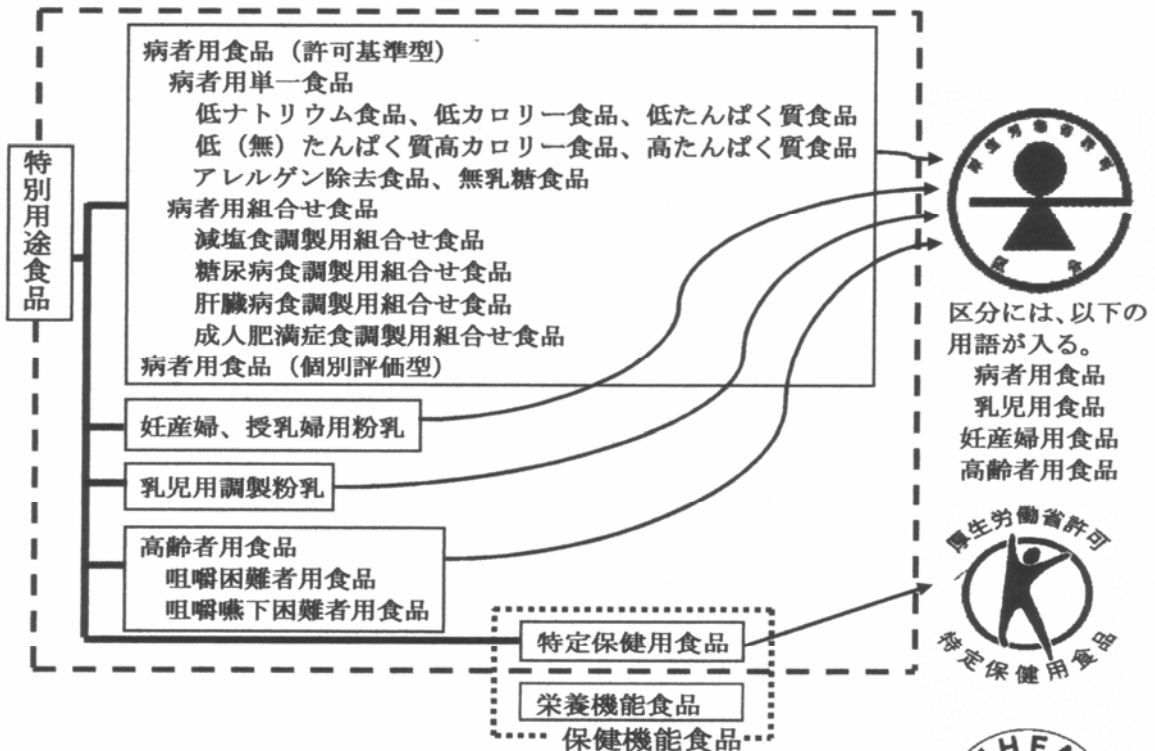 病者用食品（許可基準型）
病者用単一食品
低ナトリウム食品、低カロリー食品、低たんぱく質食品
低（無）たんぱく質高カロリー食品、高たんぱく質食品
アレルゲン除去食品、無乳糖食品
病者用組合せ食品
減塩食調製用組合せ食品
糖尿病食調製用組合せ食品
肝臓病食調製用組合せ食品
成人肥満症食調製用組合せ食品
病者用食品（個別評価型）
特別用途食品
妊産婦、授乳婦用粉乳
乳児用調製粉乳
高齢者用食品
咀嚼困難者用食品
咀嚼嚥下困難者用食品
特定保健用食品
栄養機能食品
保健機能食品
厚生労働省許可
区分
区分には、以下の
用語が入る。
病者用食品
乳児用食品
妊産婦用食品
高齢者用食品
厚生労働省許可
特定保健用食品